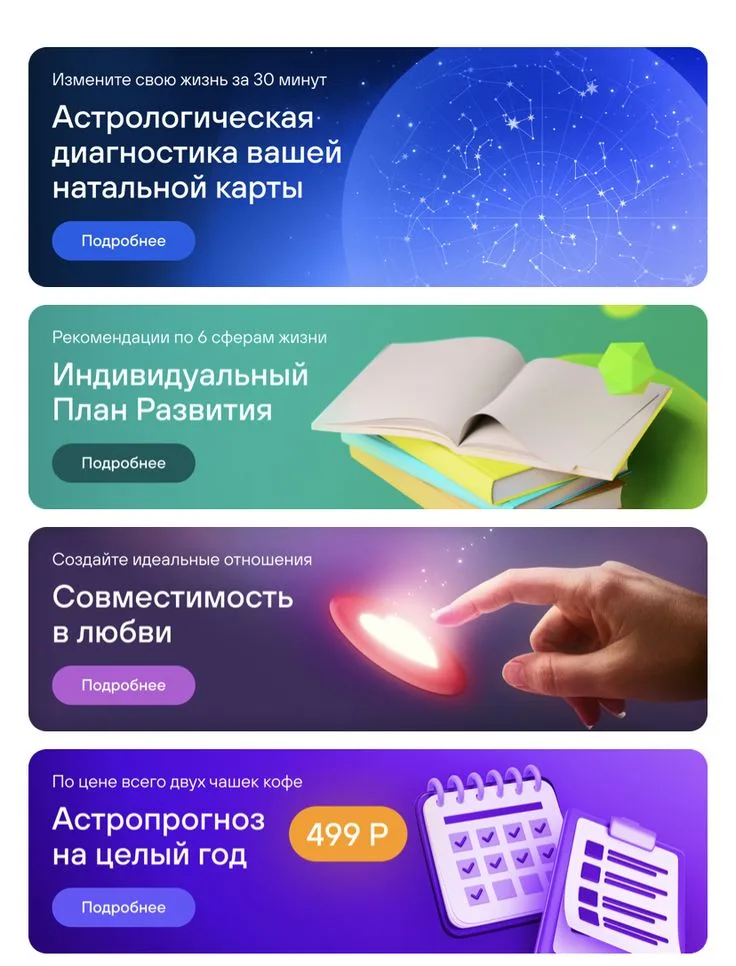 Измените свою жизнь за 30 минут
Астрологическая
диагностика вашей
натальной карты
Подробнее
Рекомендации по 6 сферам жизни
Индивидуальный
План Развития
Подробнее
Создайте идеальные отношения
Совместимость
в любви
Подробнее
По цене всего двух чашек кофе
Астропрогноз
на целый год
499 Р
Подробнее